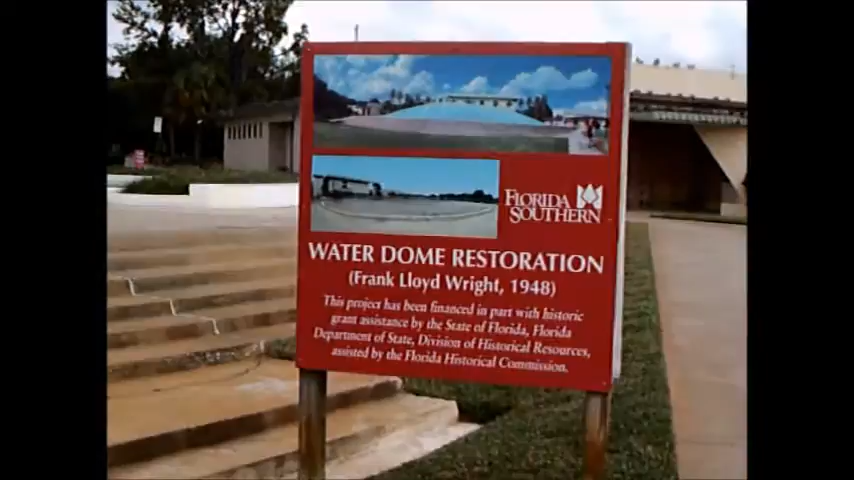 FLORIDA
SOUTHERN
WATER DOME RESTORATION
(Frank Lloyd Wright, 1948)
This project has been financed in part with historic
grant assistance by the State of Florida, Florida
Department of State, Division of Historical Resources,
assisted by the Florida Historical Commission.